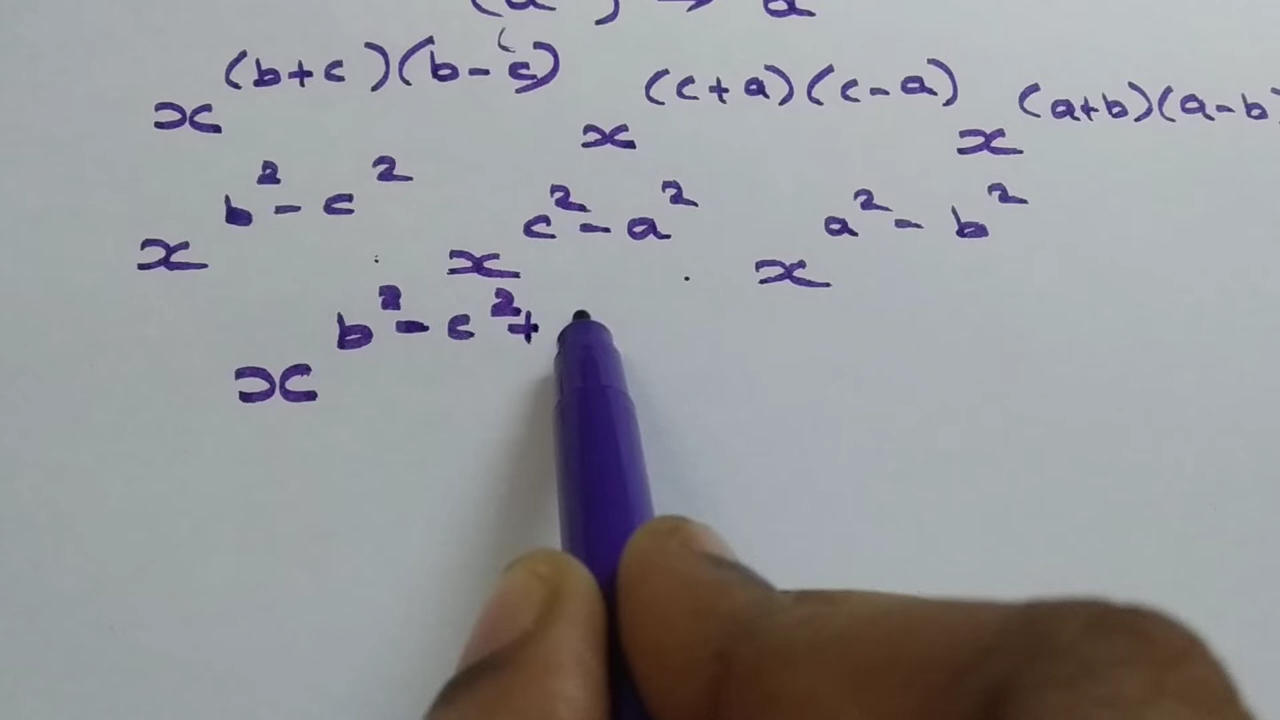 (a ) → a
x^(b+c)(b-c) x^(c+a)(c-a) x^(a+b)(a-b)
x^b²-c² . x^c²-a² . x^a²-b²
x^b²-c²+